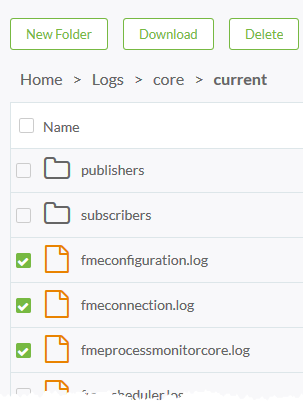 New Folder Download Delete
Home > Logs > core > current
Name
publishers
subscribers
fmeconfiguration.log
fmeconnection.log
fmeprocessmonitorcore.log